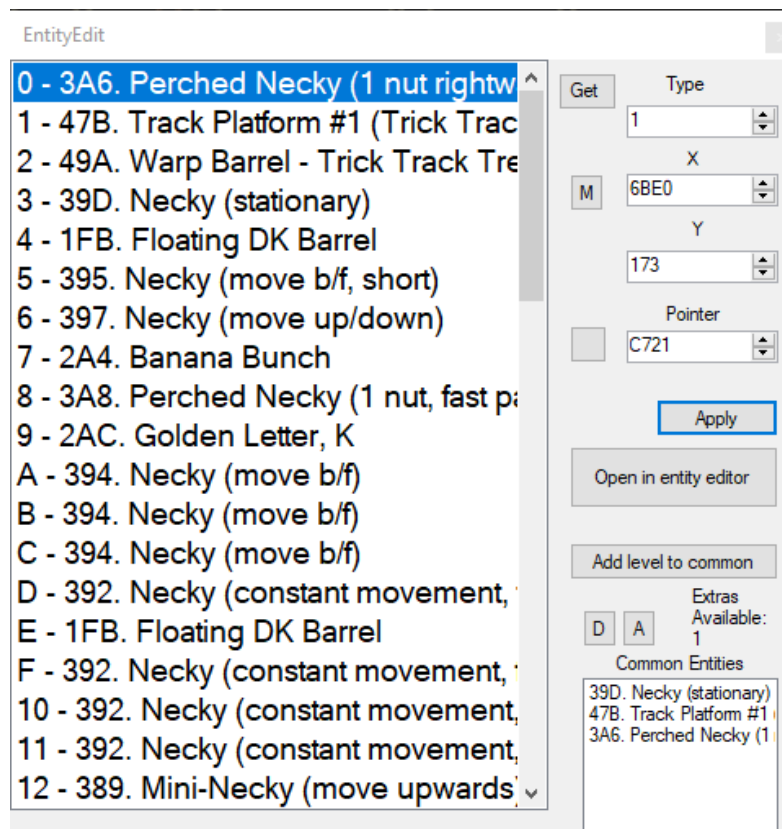 EntityEdit
0 - 3A6. Perched Necky (1 nut rightw
1 - 47B. Track Platform #1 (Trick Trac
2 - 49A. Warp Barrel - Trick Track Tre
3 - 39D. Necky (stationary)
4 - 1FB. Floating DK Barrel
5 - 395. Necky (move b/f, short)
6 - 397. Necky (move up/down)
7 - 2A4. Banana Bunch
8 - 3A8. Perched Necky (1 nut, fast pa
9 - 2AC. Golden Letter, K
A - 394. Necky (move b/f)
B - 394. Necky (move b/f)
C - 394. Necky (move b/f)
D - 392. Necky (constant movement,
E - 1FB. Floating DK Barrel
F - 392. Necky (constant movement,
10 - 392. Necky (constant movement,
11 - 392. Necky (constant movement,
12 - 389. Mini-Necky (move upwards)
Get
Type
1
X
M
6BE0
Y
173
Pointer
C721
Apply
Open in entity editor
Add level to common
D
A
Extras
Available:
1
Common Entities
39D. Necky (stationary)
47B. Track Platform #1
3A6. Perched Necky (1